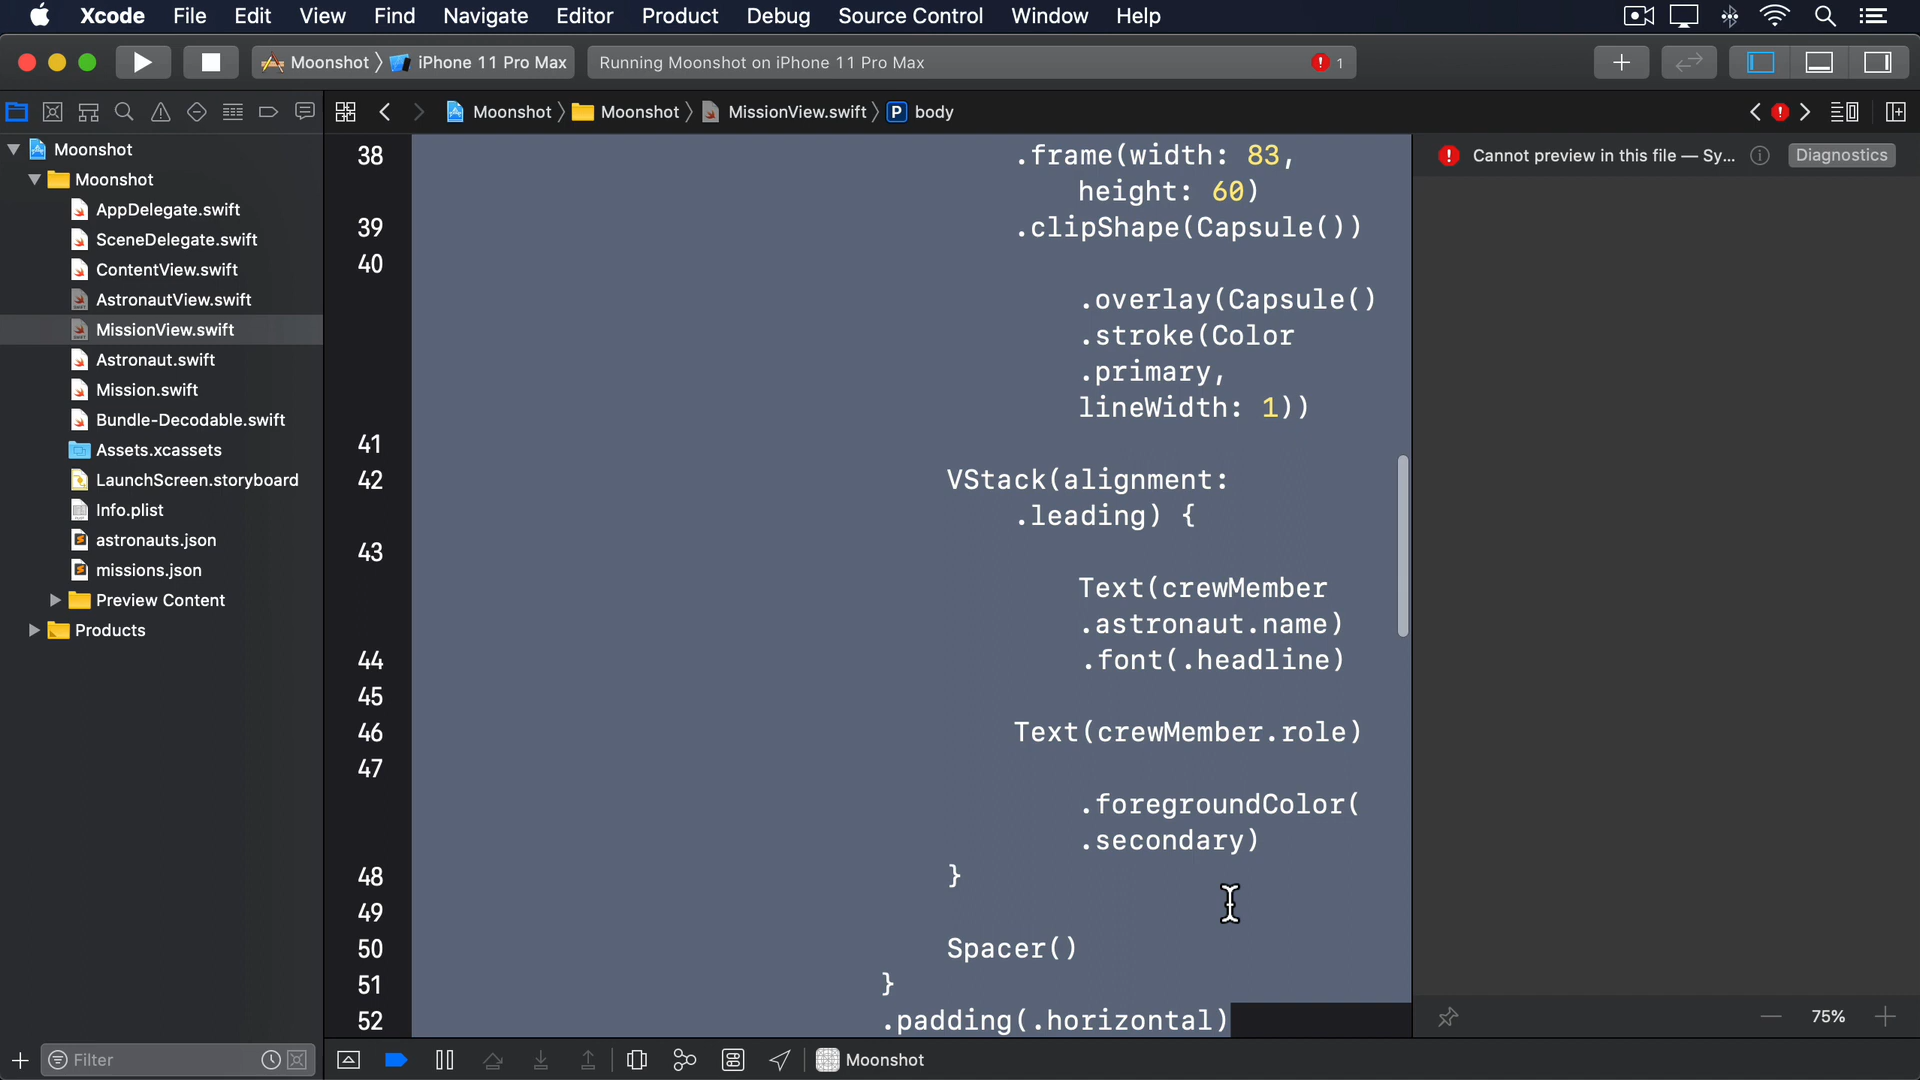 Xcode File Edit View Find Navigate Editor Product Debug Source Control Window Help
Moonshot iPhone 11 Pro Max Running Moonshot on iPhone 11 Pro Max 1
Moonshot Moonshot MissionView.swift P body
Moonshot
Moonshot
AppDelegate.swift
SceneDelegate.swift
ContentView.swift
AstronautView.swift
MissionView.swift
Astronaut.swift
Mission.swift
Bundle-Decodable.swift
Assets.xcassets
LaunchScreen.storyboard
Info.plist
astronauts.json
missions.json
Preview Content
Products
Filter
38 .frame(width: 83,
height: 60)
39 .clipShape(Capsule())
40
.overlay(Capsule()
.stroke(Color
.primary,
lineWidth: 1))
41
42 VStack(alignment:
.leading) {
43
Text(crewMember
.astronaut.name)
44 .font(.headline)
45
46 Text(crewMember.role)
47
.foregroundColor(
.secondary)
48 }
49
50 Spacer()
51 }
52 .padding(.horizontal)
Cannot preview in this file — Sy... Diagnostics
75%
Moonshot